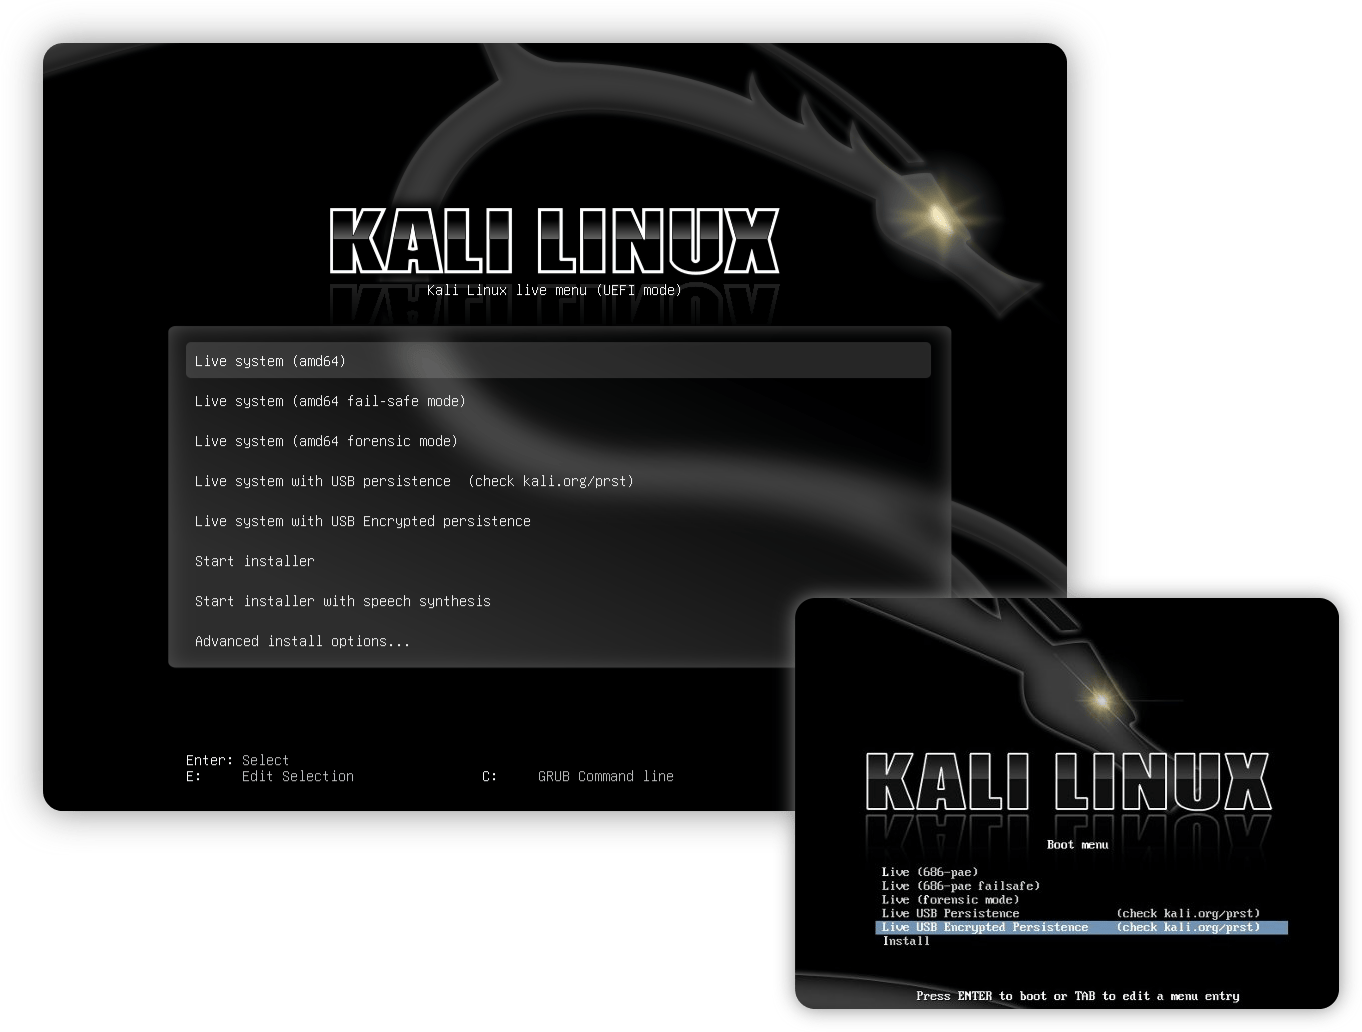 KALI LINUX
Kali Linux live menu (UEFI mode)
Live system (amd64)
Live system (amd64 fail-safe mode)
Live system (amd64 forensic mode)
Live system with USB persistence  (check kali.org/prst)
Live system with USB Encrypted persistence
Start installer
Start installer with speech synthesis
Advanced install options...
Enter: Select
E:     Edit Selection     C:     GRUB Command line
KALI LINUX
Boot menu
Live (686-pae)
Live (686-pae failsafe)
Live (forensic mode)
Live USB Persistence     (check kali.org/prst)
Live USB Encrypted Persistence     (check kali.org/prst)
Install
Press ENTER to boot or TAB to edit a menu entry